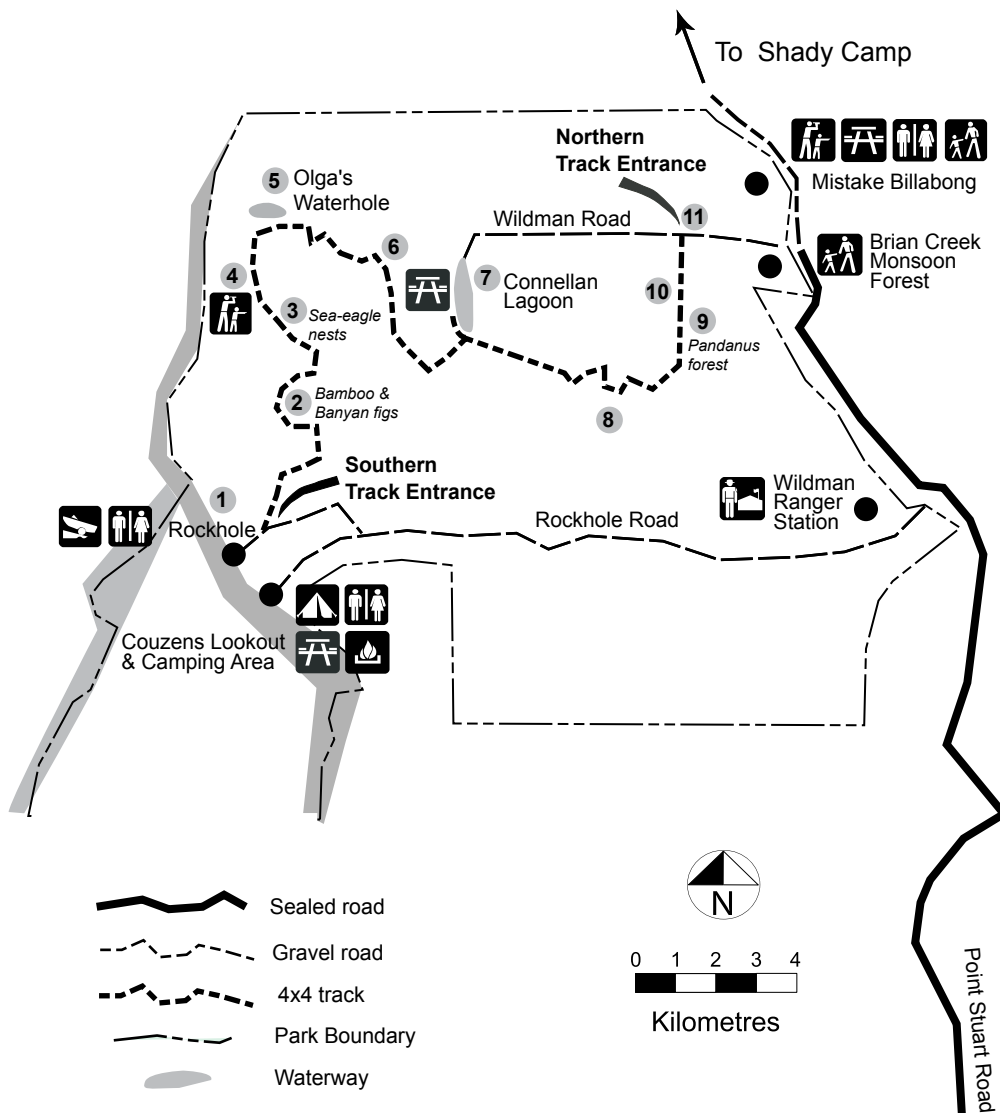 To Shady Camp
Northern
Track Entrance
Mistake Billabong
5
Olga's
Waterhole
11
Wildman Road
6
Brian Creek
Monsoon
Forest
4
7
Connellan
Lagoon
10
3
Sea-eagle
nests
9
Pandanus
forest
2
Bamboo &
Banyan figs
8
Southern
Track Entrance
1
Rockhole
Wildman
Ranger
Station
Rockhole Road
Couzens Lookout
& Camping Area
Sealed road
Gravel road
4x4 track
Park Boundary
Waterway
N
0 1 2 3 4
Kilometres
Point Stuart Road